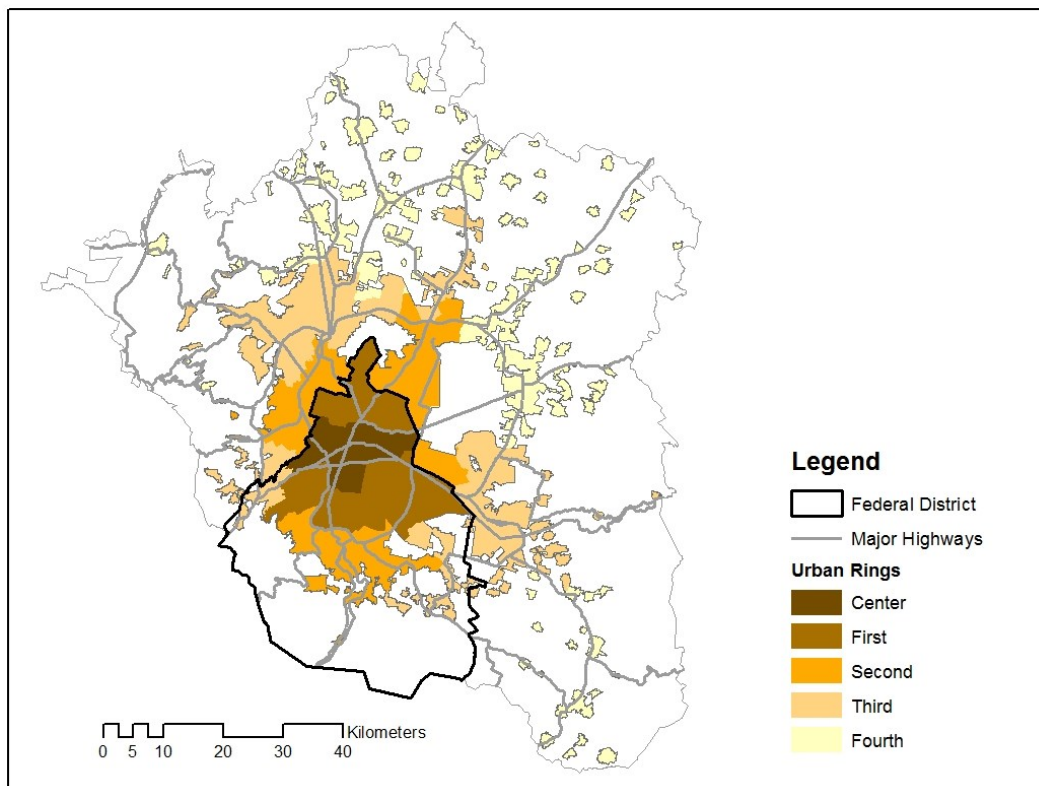 Legend
Federal District
Major Highways
Urban Rings
Center
First
Second
Third
Fourth
Kilometers
0 5 10 20 30 40